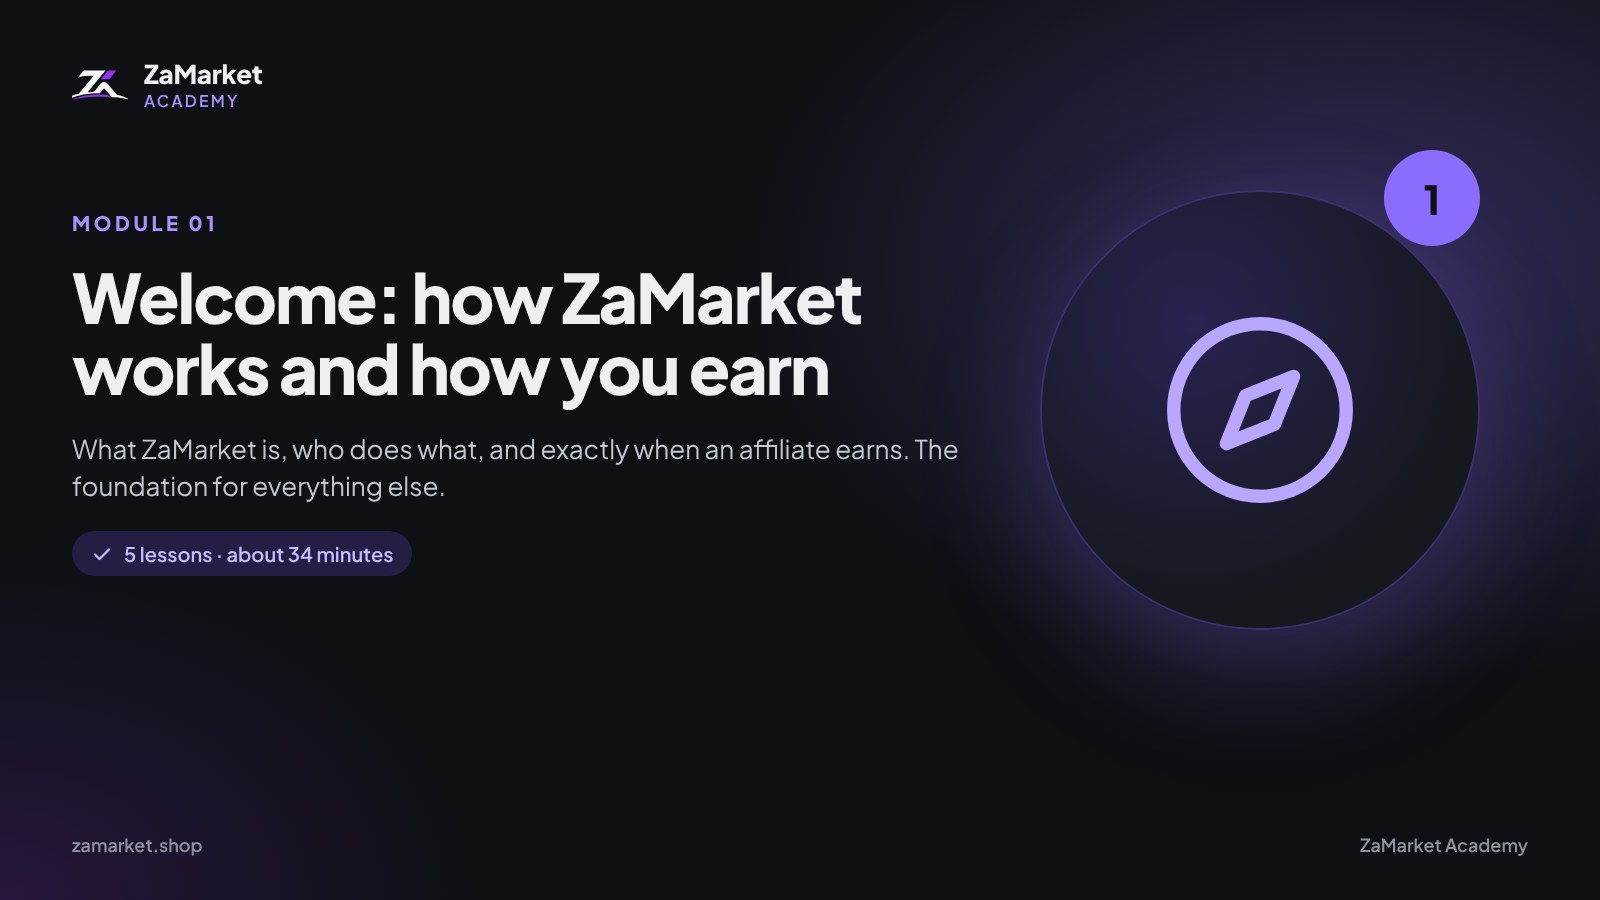 ZaMarket
ACADEMY
1
MODULE 01
Welcome: how ZaMarket
works and how you earn
What ZaMarket is, who does what, and exactly when an affiliate earns. The
foundation for everything else.
5 lessons · about 34 minutes
zamarket.shop
ZaMarket Academy